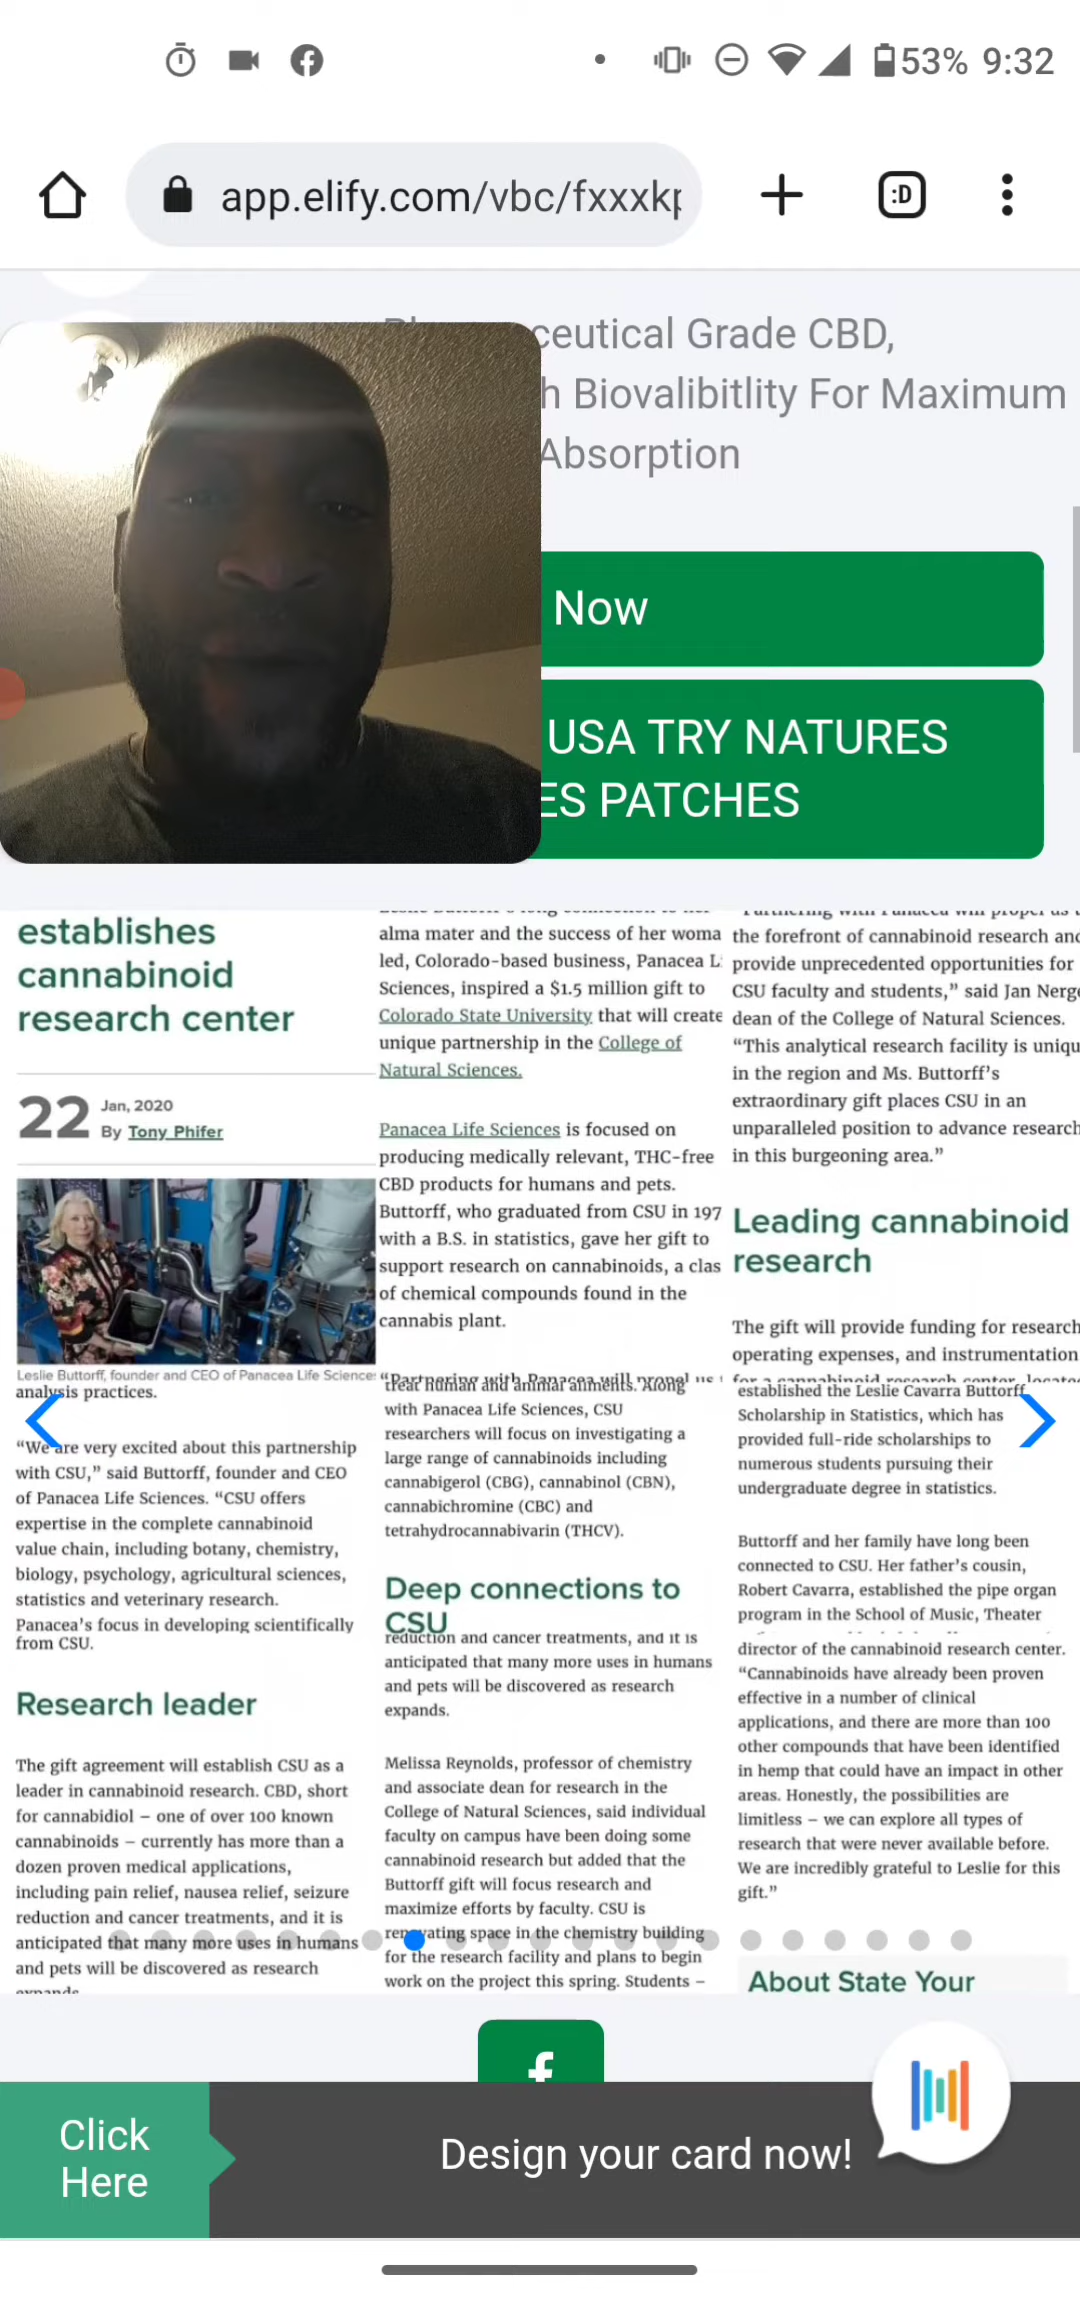 53% 9:32
app.elify.com/vbc/fxxxkp
:D
ceutical Grade CBD,
h Biovalibitlity For Maximum
Absorption
Now
USA TRY NATURES
ES PATCHES
establishes
cannabinoid
research center
22 Jan, 2020
By Tony Phifer
Leslie Buttorff, founder and CEO of Panacea Life Science
analysis practices.
“We are very excited about this partnership
with CSU,” said Buttorff, founder and CEO
of Panacea Life Sciences. “CSU offers
expertise in the complete cannabinoid
value chain, including botany, chemistry,
biology, psychology, agricultural sciences,
statistics and veterinary research.
Panacea’s focus in developing scientifically
from CSU.
Research leader
The gift agreement will establish CSU as a
leader in cannabinoid research. CBD, short
for cannabidiol – one of over 100 known
cannabinoids – currently has more than a
dozen proven medical applications,
including pain relief, nausea relief, seizure
reduction and cancer treatments, and it is
anticipated that many more uses in humans
and pets will be discovered as research
alma mater and the success of her woma
led, Colorado-based business, Panacea L
Sciences, inspired a $1.5 million gift to
Colorado State University that will create
unique partnership in the College of
Natural Sciences.
Panacea Life Sciences is focused on
producing medically relevant, THC-free
CBD products for humans and pets.
Buttorff, who graduated from CSU in 197
with a B.S. in statistics, gave her gift to
support research on cannabinoids, a clas
of chemical compounds found in the
cannabis plant.
“Partnering with Panacea will propel us
treat human and animal ailments. Along
with Panacea Life Sciences, CSU
researchers will focus on investigating a
large range of cannabinoids including
cannabigerol (CBG), cannabinol (CBN),
cannabichromine (CBC) and
tetrahydrocannabivarin (THCV).
Deep connections to
CSU
reduction and cancer treatments, and it is
anticipated that many more uses in humans
and pets will be discovered as research
expands.
Melissa Reynolds, professor of chemistry
and associate dean for research in the
College of Natural Sciences, said individual
faculty on campus have been doing some
cannabinoid research but added that the
Buttorff gift will focus research and
maximize efforts by faculty. CSU is
renovating space in the chemistry building
for the research facility and plans to begin
work on the project this spring. Students –
“Partnering with Panacea will propel us
the forefront of cannabinoid research and
provide unprecedented opportunities for
CSU faculty and students,” said Jan Nerge
dean of the College of Natural Sciences.
“This analytical research facility is uniqu
in the region and Ms. Buttorff’s
extraordinary gift places CSU in an
unparalleled position to advance research
in this burgeoning area.”
Leading cannabinoid
research
The gift will provide funding for research
operating expenses, and instrumentation
for a cannabinoid research center, locate
established the Leslie Cavarra Buttorff
Scholarship in Statistics, which has
provided full-ride scholarships to
numerous students pursuing their
undergraduate degree in statistics.
Buttorff and her family have long been
connected to CSU. Her father’s cousin,
Robert Cavarra, established the pipe organ
program in the School of Music, Theater
director of the cannabinoid research center.
“Cannabinoids have already been proven
effective in a number of clinical
applications, and there are more than 100
other compounds that have been identified
in hemp that could have an impact in other
areas. Honestly, the possibilities are
limitless – we can explore all types of
research that were never available before.
We are incredibly grateful to Leslie for this
gift.”
About State Your
Click
Here
Design your card now!